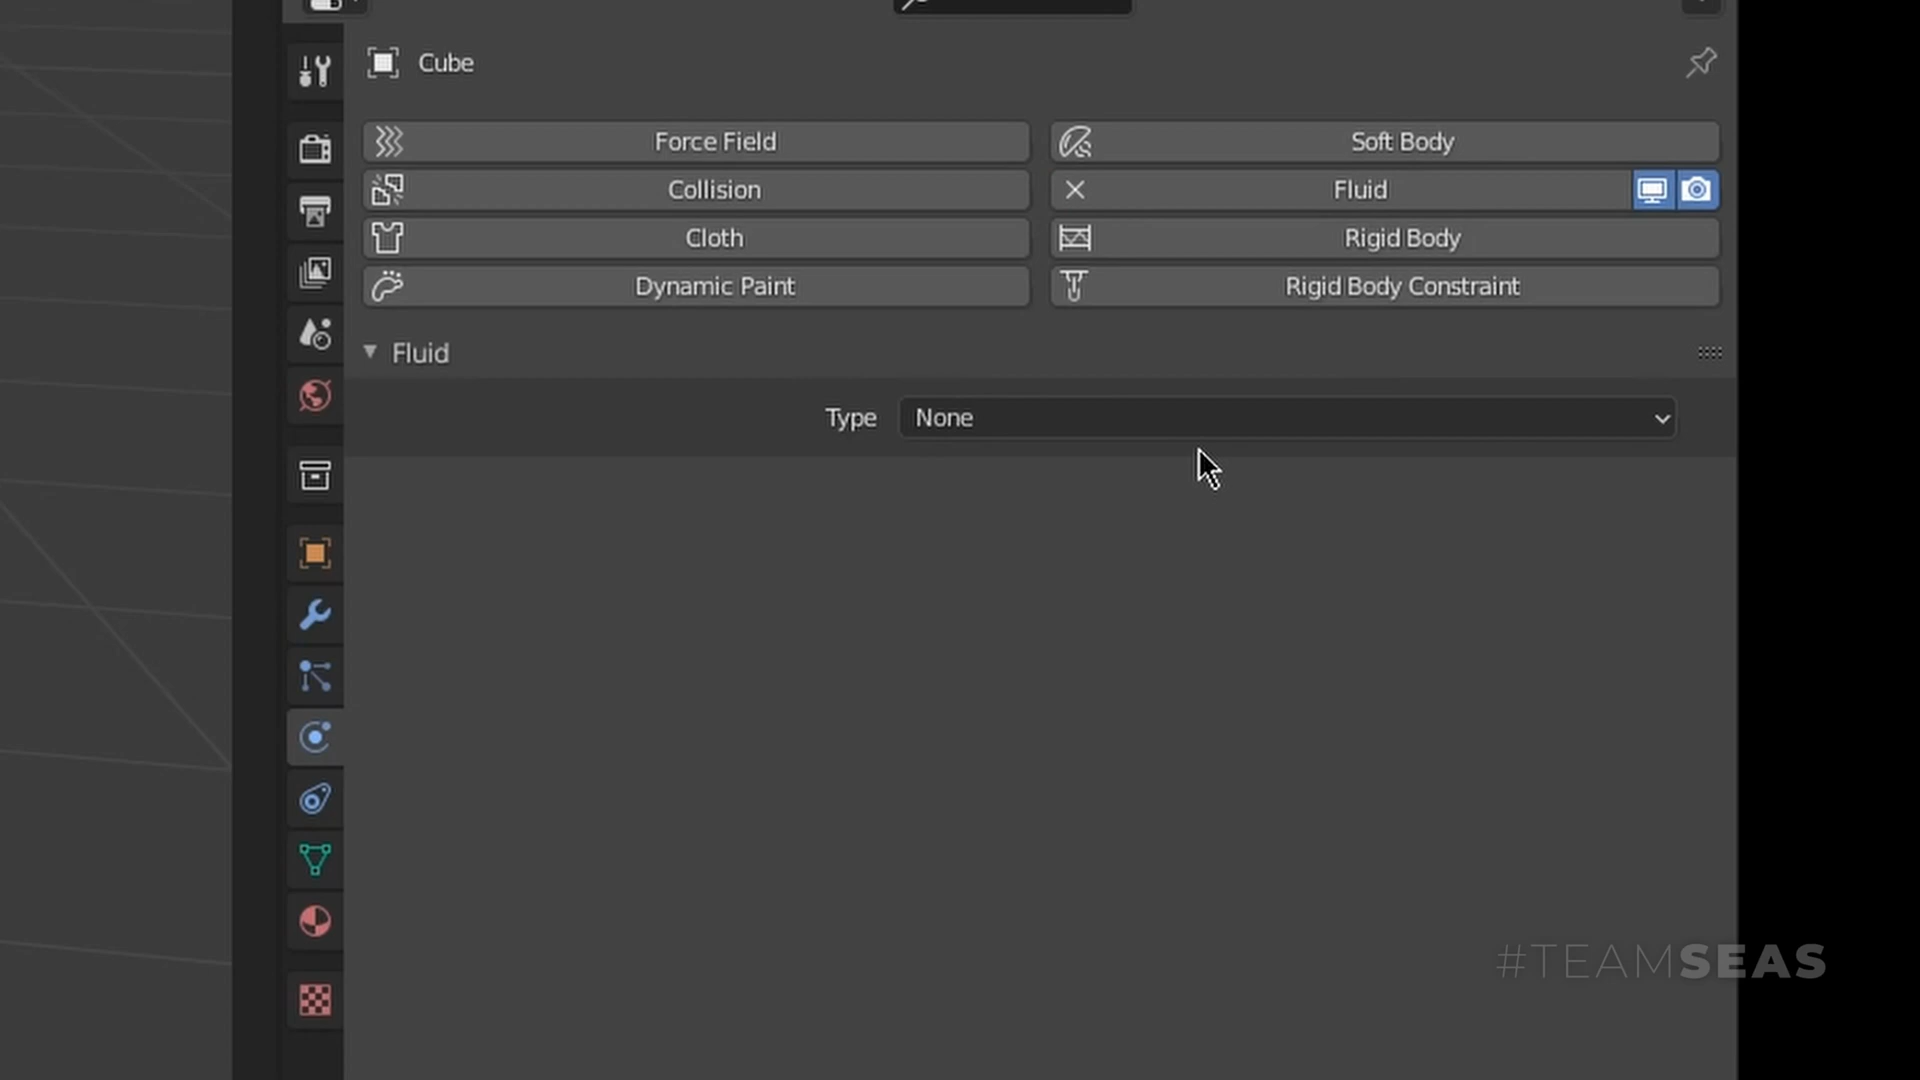 Cube
Force Field
Soft Body
Collision
Fluid
Cloth
Rigid Body
Dynamic Paint
Rigid Body Constraint
Fluid
Type None
#TEAMSEAS